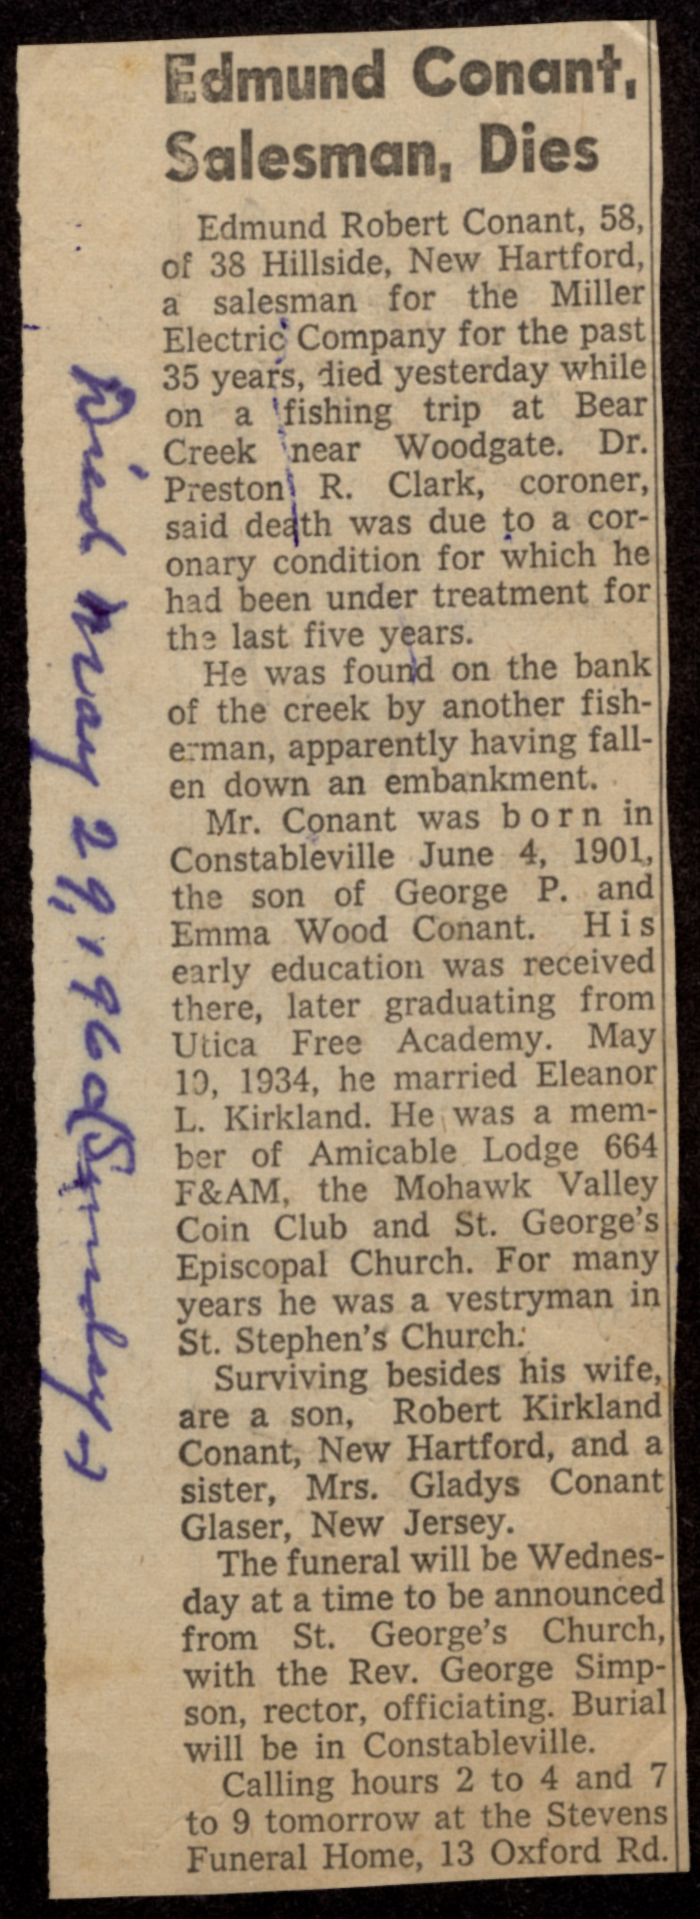 Edmund Conant,
Salesman, Dies
Edmund Robert Conant, 58,
of 38 Hillside, New Hartford,
a salesman for the Miller
Electric Company for the past
35 years, died yesterday while
on a fishing trip at Bear
Creek near Woodgate. Dr.
Preston R. Clark, coroner,
said death was due to a cor-
onary condition for which he
had been under treatment for
the last five years.
He was found on the bank
of the creek by another fish-
erman, apparently having fall-
en down an embankment.
Mr. Conant was born in
Constableville June 4, 1901,
the son of George P. and
Emma Wood Conant. His
early education was received
there, later graduating from
Utica Free Academy. May
10, 1934, he married Eleanor
L. Kirkland. He was a mem-
ber of Amicable Lodge 664
F&AM, the Mohawk Valley
Coin Club and St. George's
Episcopal Church. For many
years he was a vestryman in
St. Stephen's Church.
Surviving besides his wife,
are a son, Robert Kirkland
Conant, New Hartford, and a
sister, Mrs. Gladys Conant
Glaser, New Jersey.
The funeral will be Wednes-
day at a time to be announced
from St. George's Church,
with the Rev. George Simp-
son, rector, officiating. Burial
will be in Constableville.
Calling hours 2 to 4 and 7
to 9 tomorrow at the Stevens
Funeral Home, 13 Oxford Rd.
Died May 29, 1960 (Sunday)